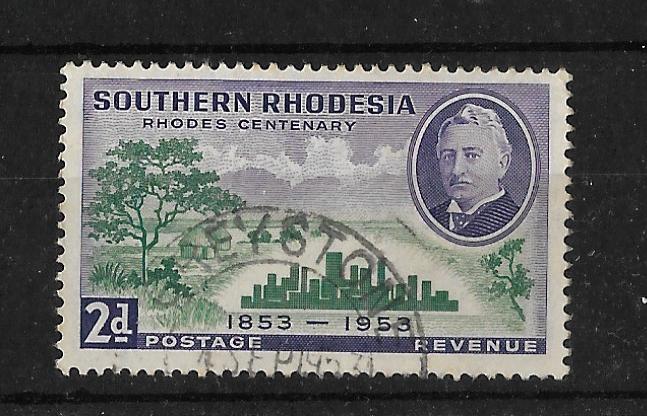 SOUTHERN RHODESIA
RHODES CENTENARY
1853 — 1953
2d
POSTAGE REVENUE